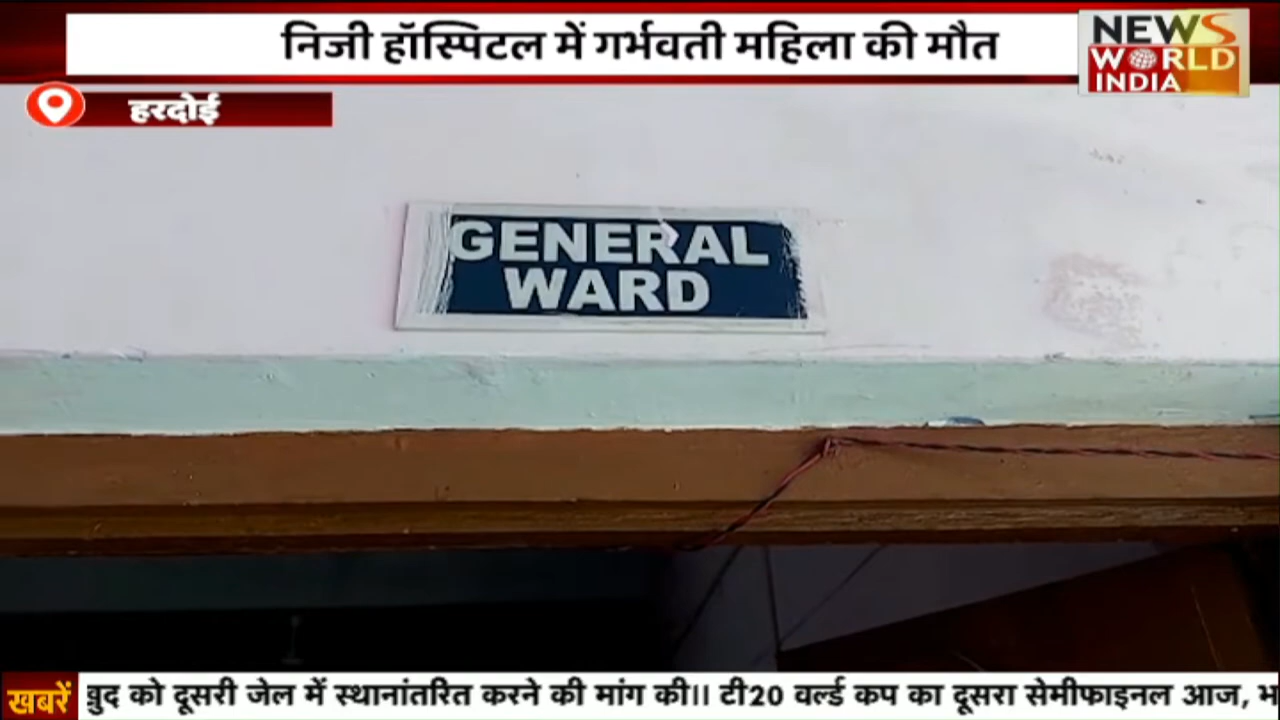 निजी हॉस्पिटल में गर्भवती महिला की मौत
NEWS
WORLD
INDIA
हरदोई
GENERAL
WARD
खबरें
को दूसरी जेल में स्थानांतरित करने की मांग की।। टी20 वर्ल्ड कप का दूसरा सेमीफाइनल आज,